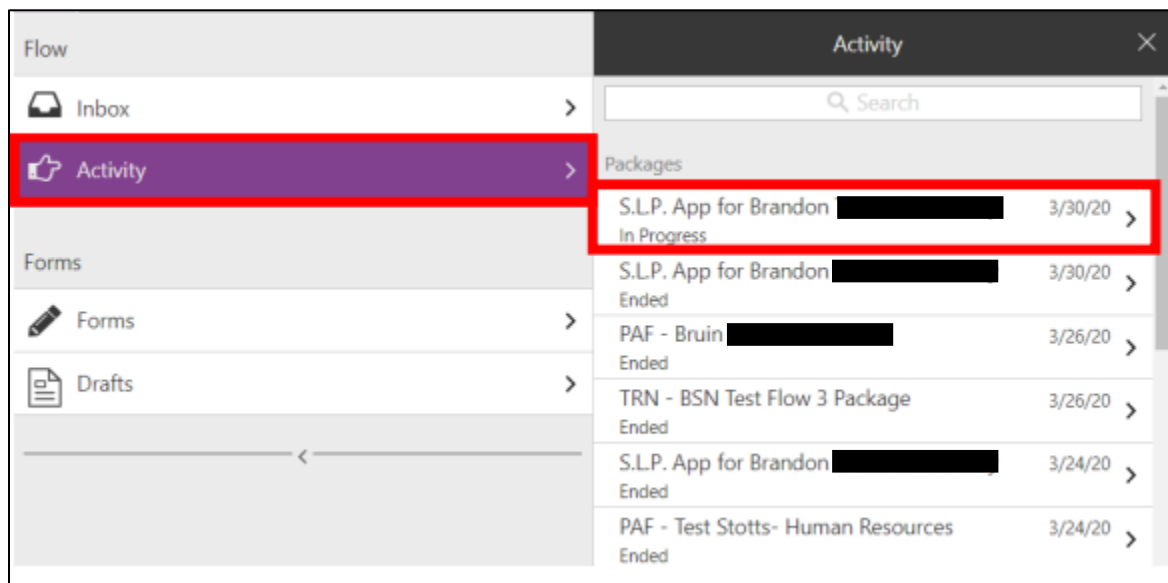 Flow
Inbox
Activity
Forms
Forms
Drafts
Activity
Search
Packages
S.L.P. App for Brandon 3/30/20
In Progress
S.L.P. App for Brandon 3/30/20
Ended
PAF - Bruin 3/26/20
Ended
TRN - BSN Test Flow 3 Package 3/26/20
Ended
S.L.P. App for Brandon 3/24/20
Ended
PAF - Test Stotts- Human Resources 3/24/20
Ended